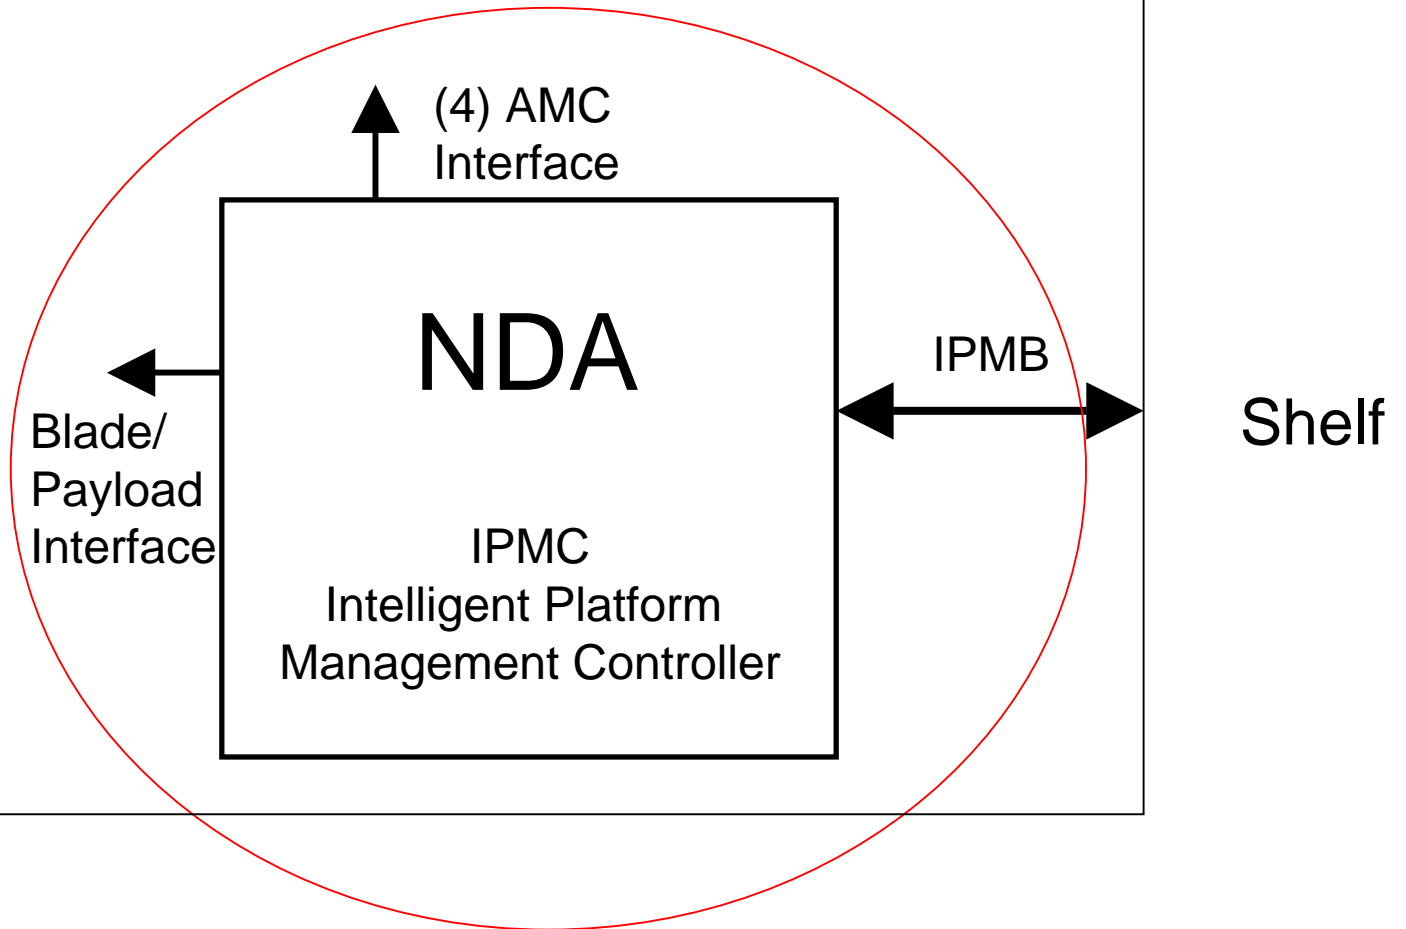 (4) AMC
Interface
NDA
IPMB
Shelf
Blade/
Payload
Interface
IPMC
Intelligent Platform
Management Controller